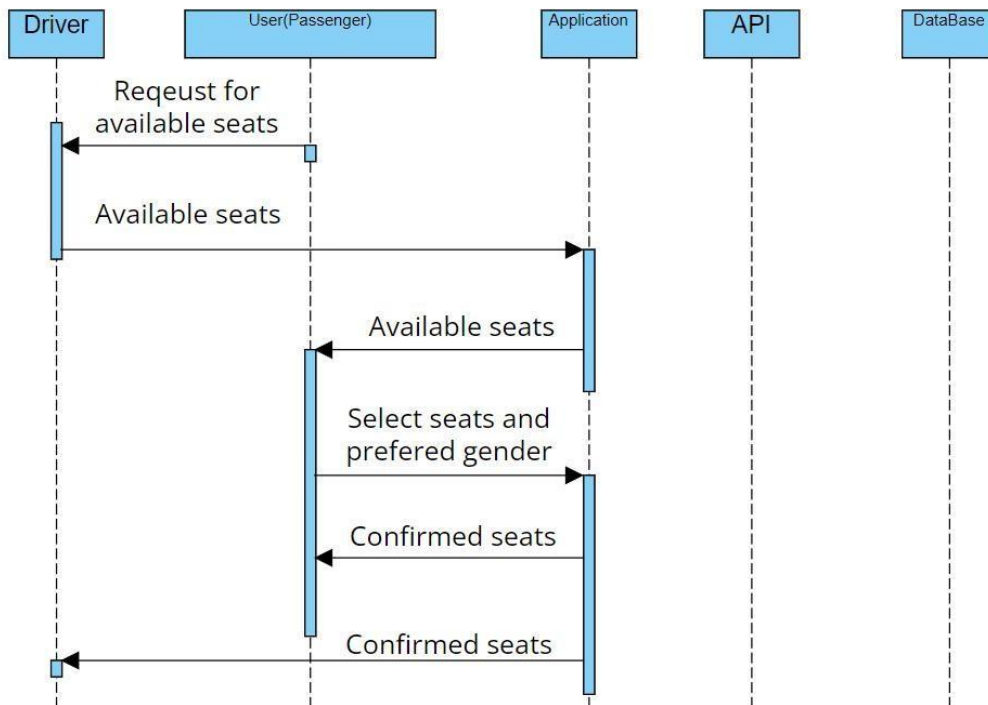 Driver
User(Passenger)
Application
API
DataBase
Reqeust for
available seats
Available seats
Available seats
Select seats and
prefered gender
Confirmed seats
Confirmed seats